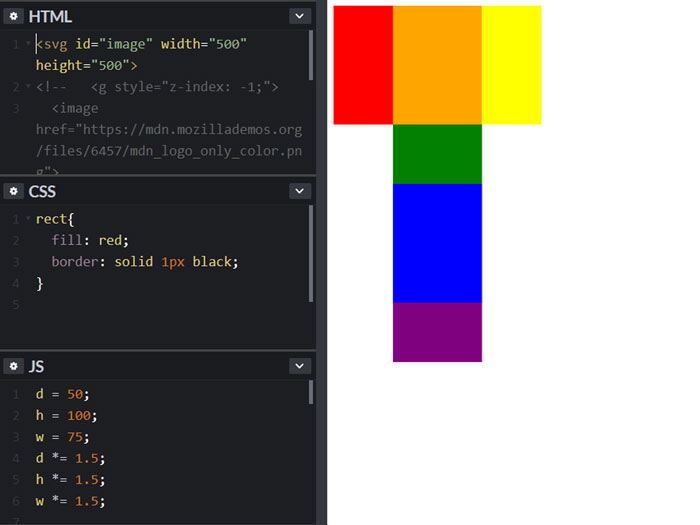 HTML
1 <svg id="image" width="500"
height="500">
2 <!--   <g style="z-index: -1;">
3   <image
href="https://mdn.mozillademos.org
/files/6457/mdn_logo_only_color.pn
g">
CSS
1 rect{
2   fill: red;
3   border: solid 1px black;
4 }
5
JS
1 d = 50;
2 h = 100;
3 w = 75;
4 d *= 1.5;
5 h *= 1.5;
6 w *= 1.5;
7